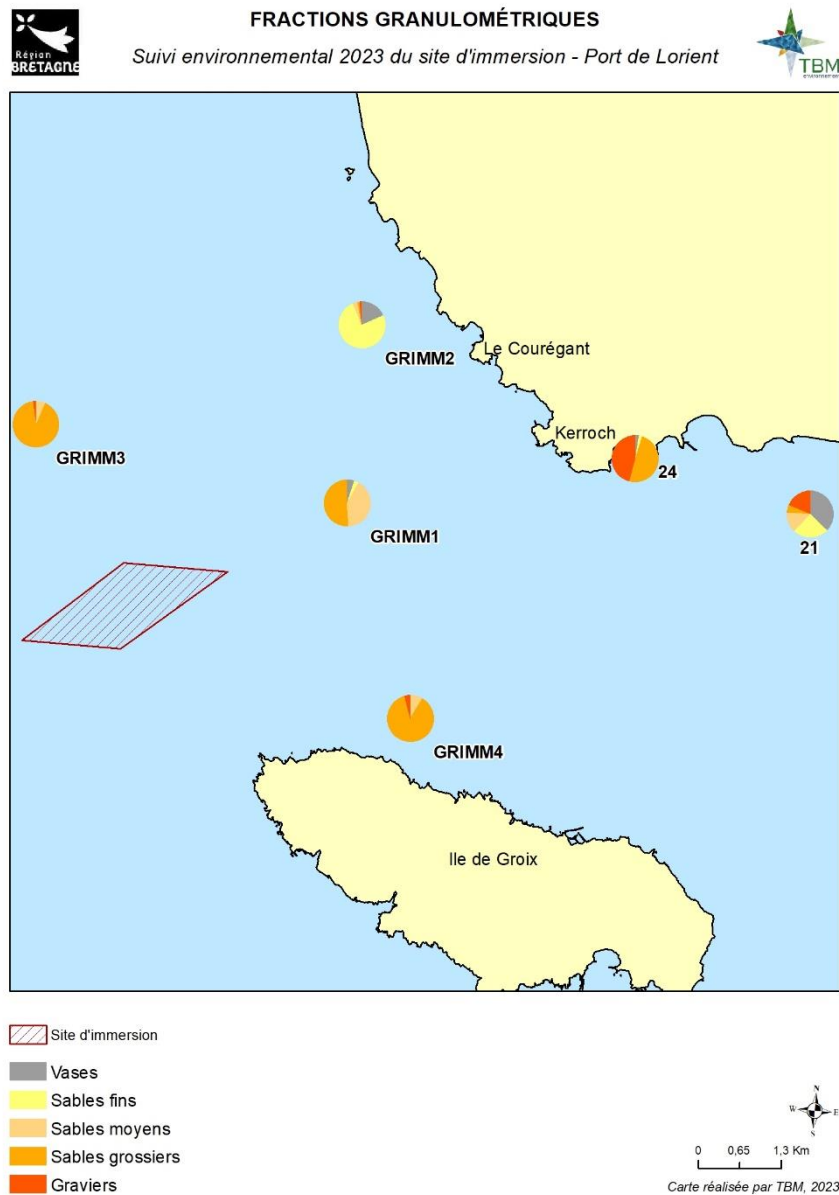 Région
BRETAGNE
FRACTIONS GRANULOMÉTRIQUES
Suivi environnemental 2023 du site d'immersion - Port de Lorient
TBM
GRIMM2
Le Courégant
GRIMM3
Kerroch
24
GRIMM1
21
GRIMM4
Ile de Groix
Site d'immersion
Vases
Sables fins
Sables moyens
Sables grossiers
Graviers
N
W E
S
0 0,65 1,3 Km
Carte réalisée par TBM, 2023